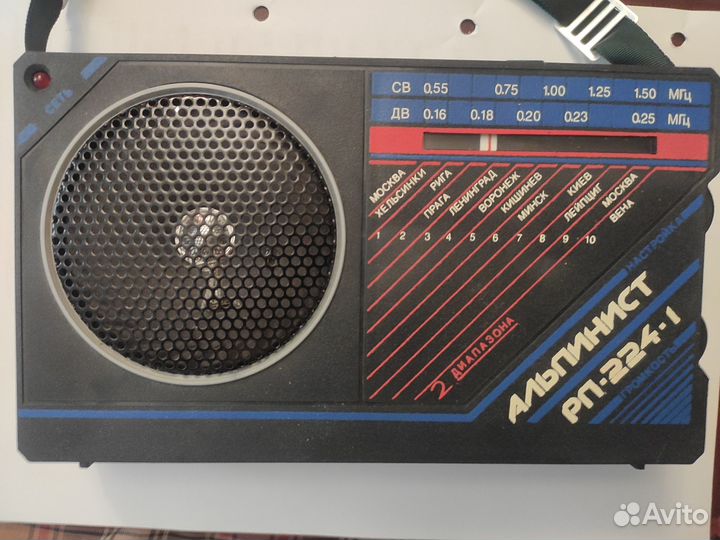 СЕТЬ
СВ 0.55 0.75 1.00 1.25 1.50 МГц
ДВ 0.16 0.18 0.20 0.23 0.25 МГц
МОСКВА
ХЕЛЬСИНКИ
РИГА
ПРАГА
ЛЕНИНГРАД
ВОРОНЕЖ
КИШИНЕВ
МИНСК
КИЕВ
ЛЕЙПЦИГ
МОСКВА
ВЕНА
1 2 3 4 5 6 7 8 9 10
НАСТРОЙКА
2 ДИАПАЗОНА
АЛЬПИНИСТ
РП-224-1
ГРОМКОСТЬ
Avito